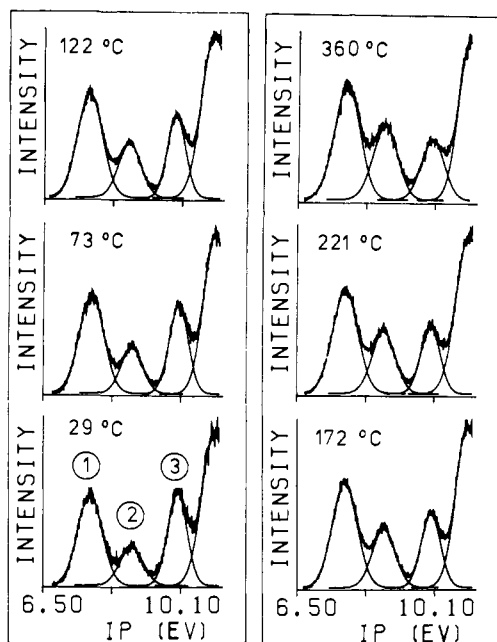 122 °C
INTENSITY
73 °C
INTENSITY
29 °C
INTENSITY
1
2
3
6.50 10.10
IP (EV)
360 °C
INTENSITY
221 °C
INTENSITY
172 °C
INTENSITY
6.50 10.10
IP (EV)